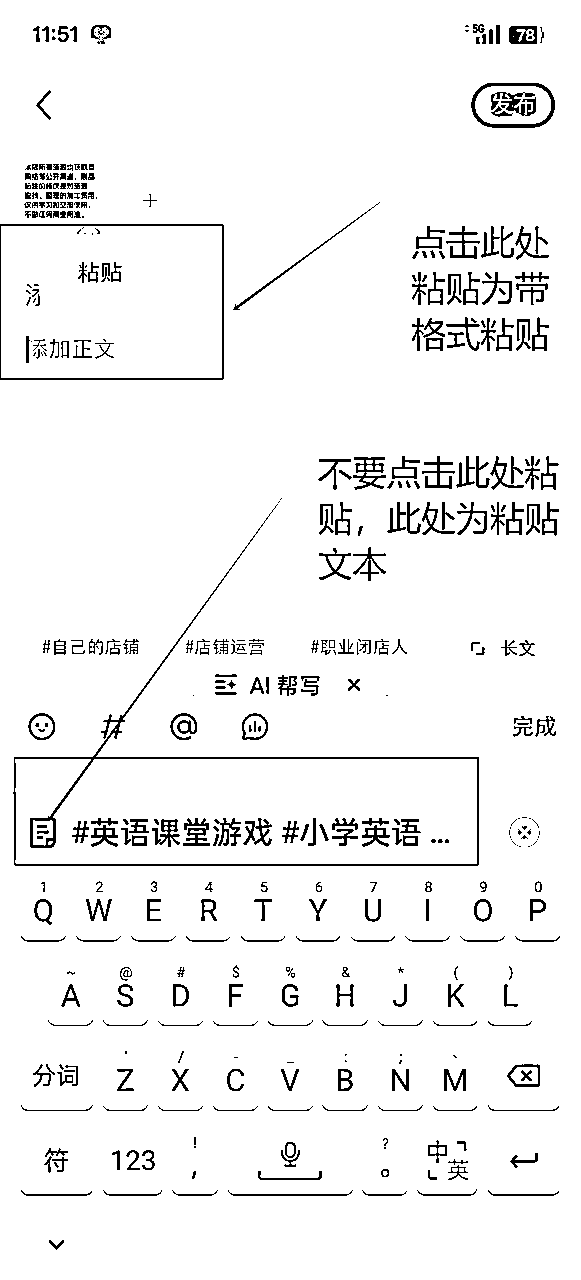 11:51
5G
78
发布
粘贴
添加正文
点击此处
粘贴为带
格式粘贴
不要点击此处粘
贴，此处为粘贴
文本
#自己的店铺 #店铺运营 #职业闭店人 长文
AI 帮写 ×
# @ 完成
#英语课堂游戏 #小学英语 ...
1 2 3 4 5 6 7 8 9 0
Q W E R T Y U I O P
~ @ # $ % & * ( )
A S D F G H J K L
' / - _ : ; 、
分词 Z X C V B N M
! ?
符 123 , 。 中 英